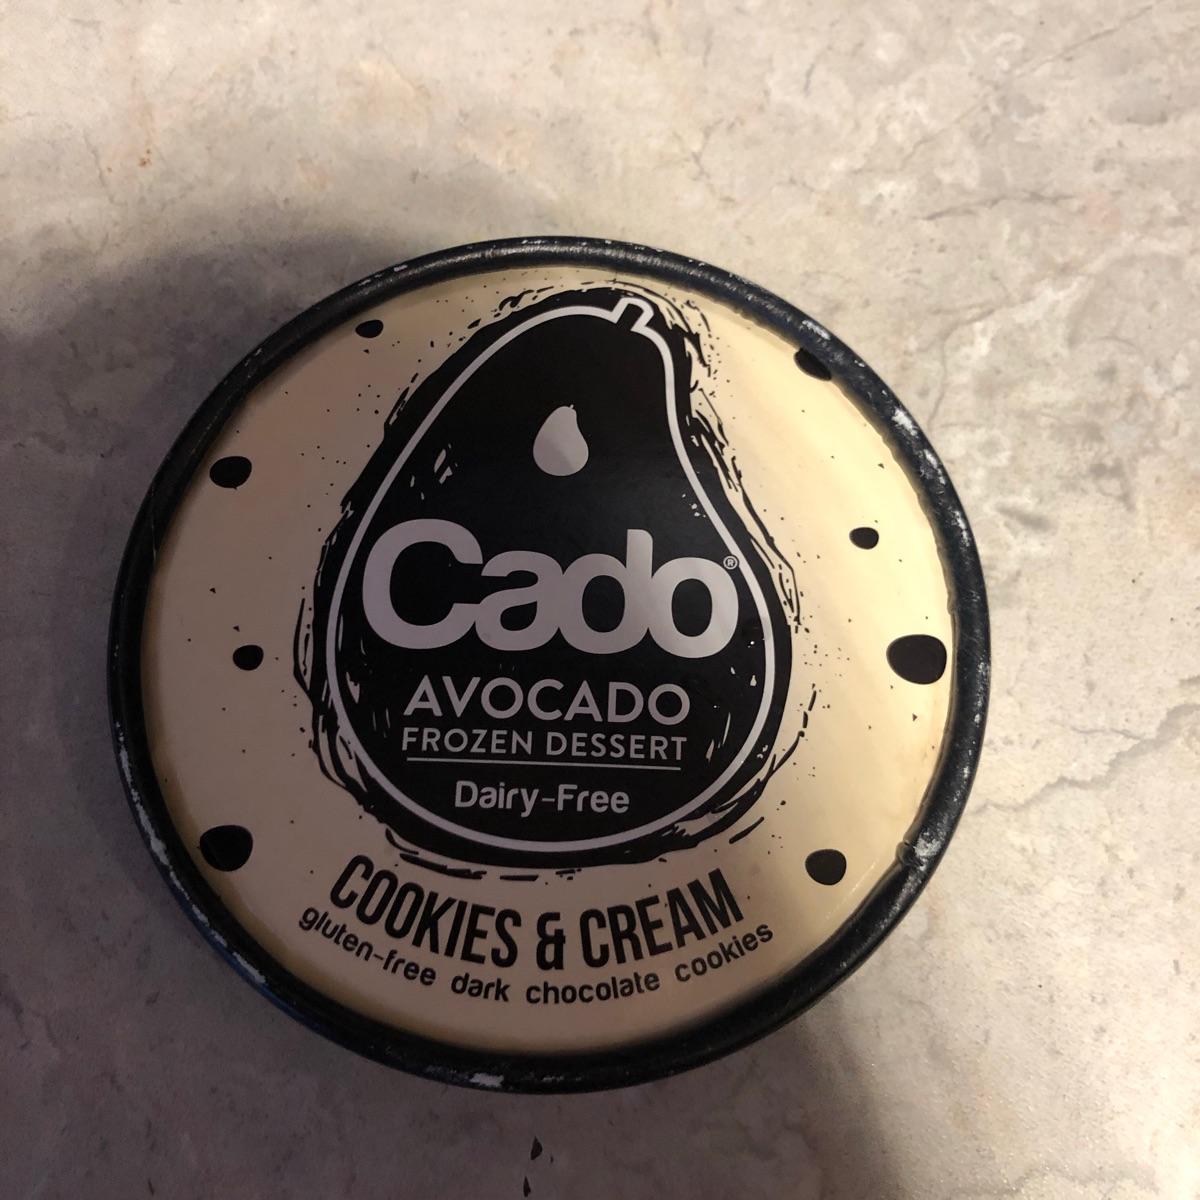 Cado®
AVOCADO
FROZEN DESSERT
Dairy-Free
COOKIES & CREAM
gluten-free dark chocolate cookies